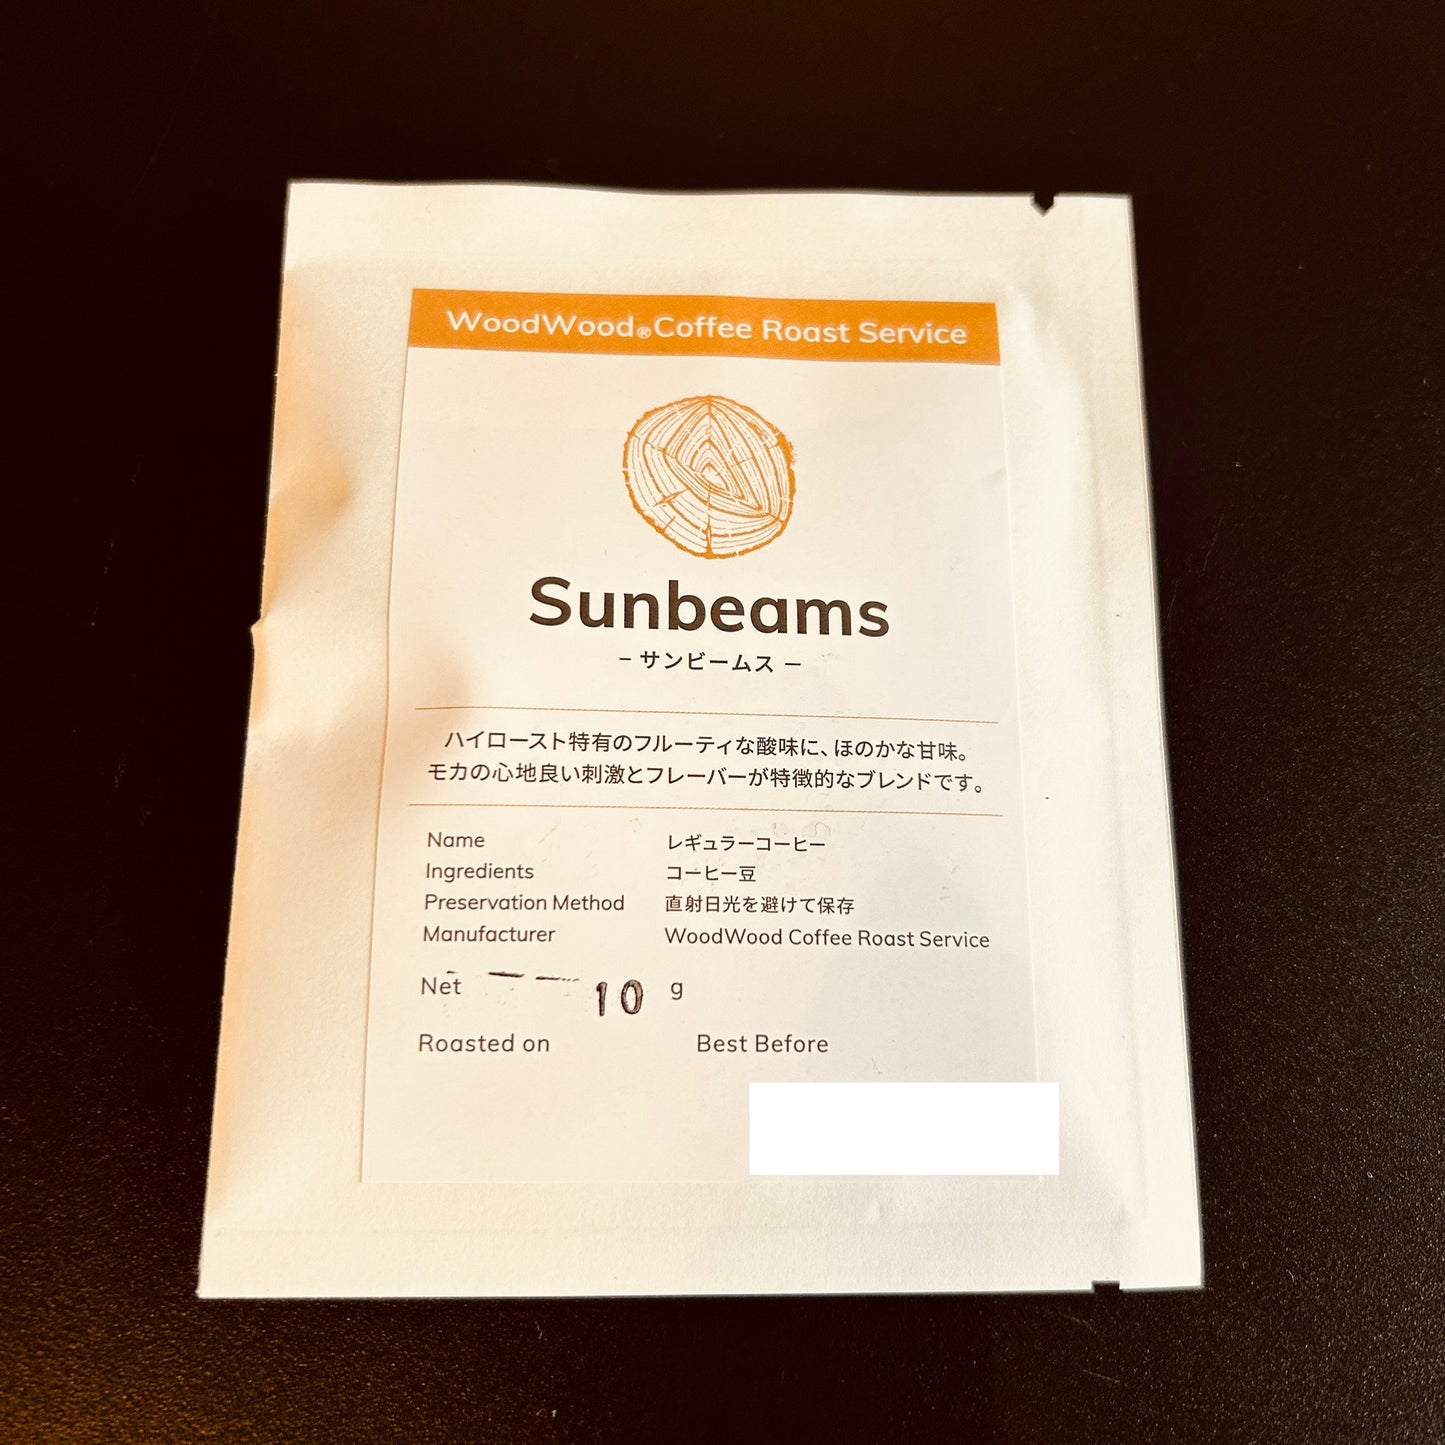 WoodWood®Coffee Roast Service
Sunbeams
– サンビームス –
ハイロースト特有のフルーティな酸味に、ほのかな甘味。
モカの心地良い刺激とフレーバーが特徴的なブレンドです。
Name レギュラーコーヒー
Ingredients コーヒー豆
Preservation Method 直射日光を避けて保存
Manufacturer WoodWood Coffee Roast Service
Net 10 g
Roasted on Best Before